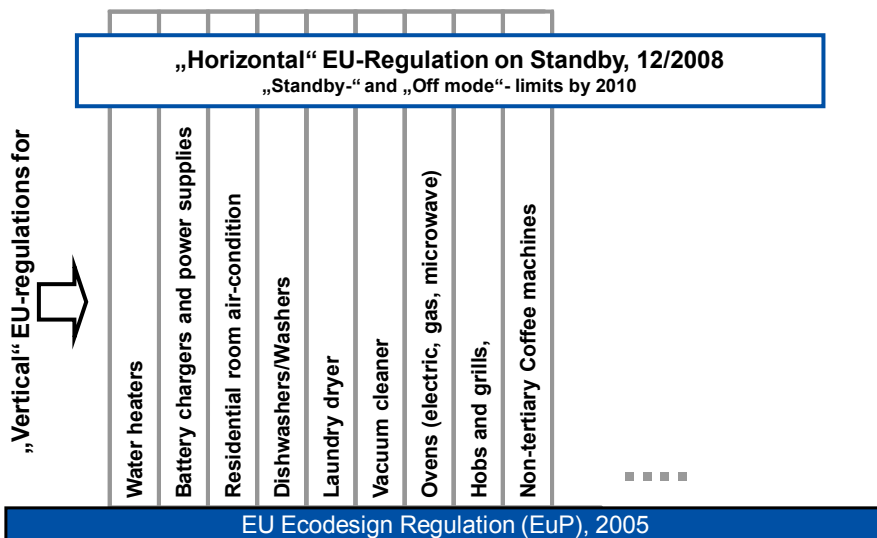 „Horizontal“ EU-Regulation on Standby, 12/2008
„Standby-“ and „Off mode“- limits by 2010
„Vertical“ EU-regulations for
Water heaters
Battery chargers and power supplies
Residential room air-condition
Dishwashers/Washers
Laundry dryer
Vacuum cleaner
Ovens (electric, gas, microwave)
Hobs and grills,
Non-tertiary Coffee machines
....
EU Ecodesign Regulation (EuP), 2005